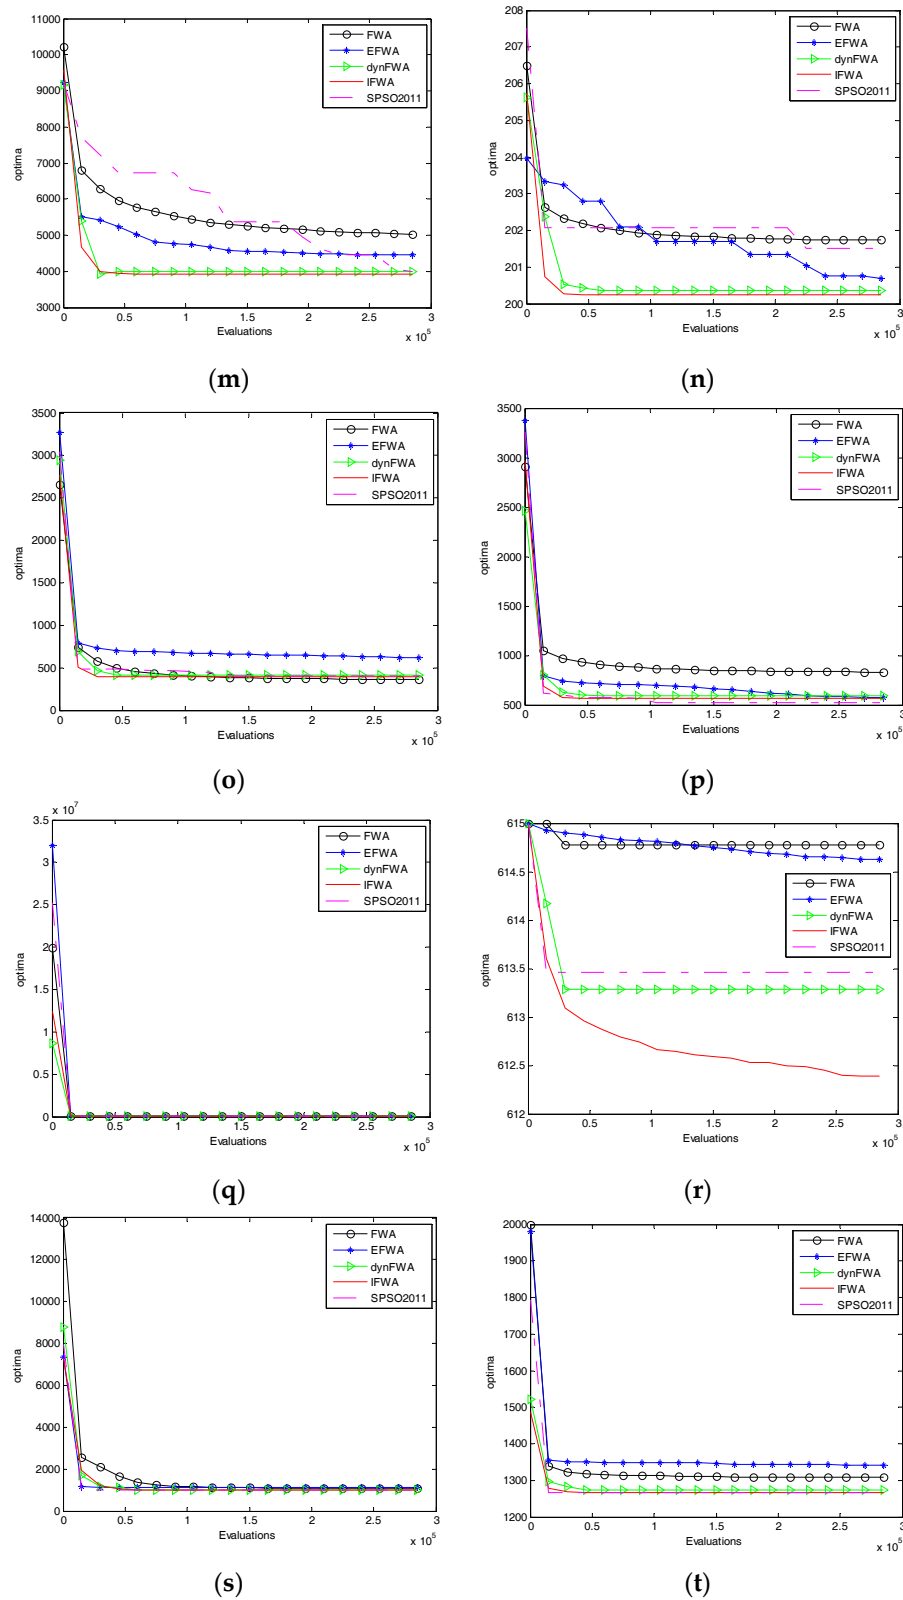 11000
10000
9000
8000
7000
6000
5000
4000
3000
optima
0 0.5 1 1.5 2 2.5 3
Evaluations
x 10^5
FWA
EFWA
dynFWA
IFWA
SPSO2011
(m)
208
207
206
205
204
203
202
201
200
optima
0 0.5 1 1.5 2 2.5 3
Evaluations
x 10^5
FWA
EFWA
dynFWA
IFWA
SPSO2011
(n)
3500
3000
2500
2000
1500
1000
500
0
optima
0 0.5 1 1.5 2 2.5 3
Evaluations
x 10^5
FWA
EFWA
dynFWA
IFWA
SPSO2011
(o)
3500
3000
2500
2000
1500
1000
500
optima
0 0.5 1 1.5 2 2.5 3
Evaluations
x 10^5
FWA
EFWA
dynFWA
IFWA
SPSO2011
(p)
x 10^7
3.5
3
2.5
2
1.5
1
0.5
0
optima
0 0.5 1 1.5 2 2.5 3
Evaluations
x 10^5
FWA
EFWA
dynFWA
IFWA
SPSO2011
(q)
615
614.5
614
613.5
613
612.5
612
optima
0 0.5 1 1.5 2 2.5 3
Evaluations
x 10^5
FWA
EFWA
dynFWA
IFWA
SPSO2011
(r)
14000
12000
10000
8000
6000
4000
2000
0
optima
0 0.5 1 1.5 2 2.5 3
Evaluations
x 10^5
FWA
EFWA
dynFWA
IFWA
SPSO2011
(s)
2000
1900
1800
1700
1600
1500
1400
1300
1200
optima
0 0.5 1 1.5 2 2.5 3
Evaluations
x 10^5
FWA
EFWA
dynFWA
IFWA
SPSO2011
(t)